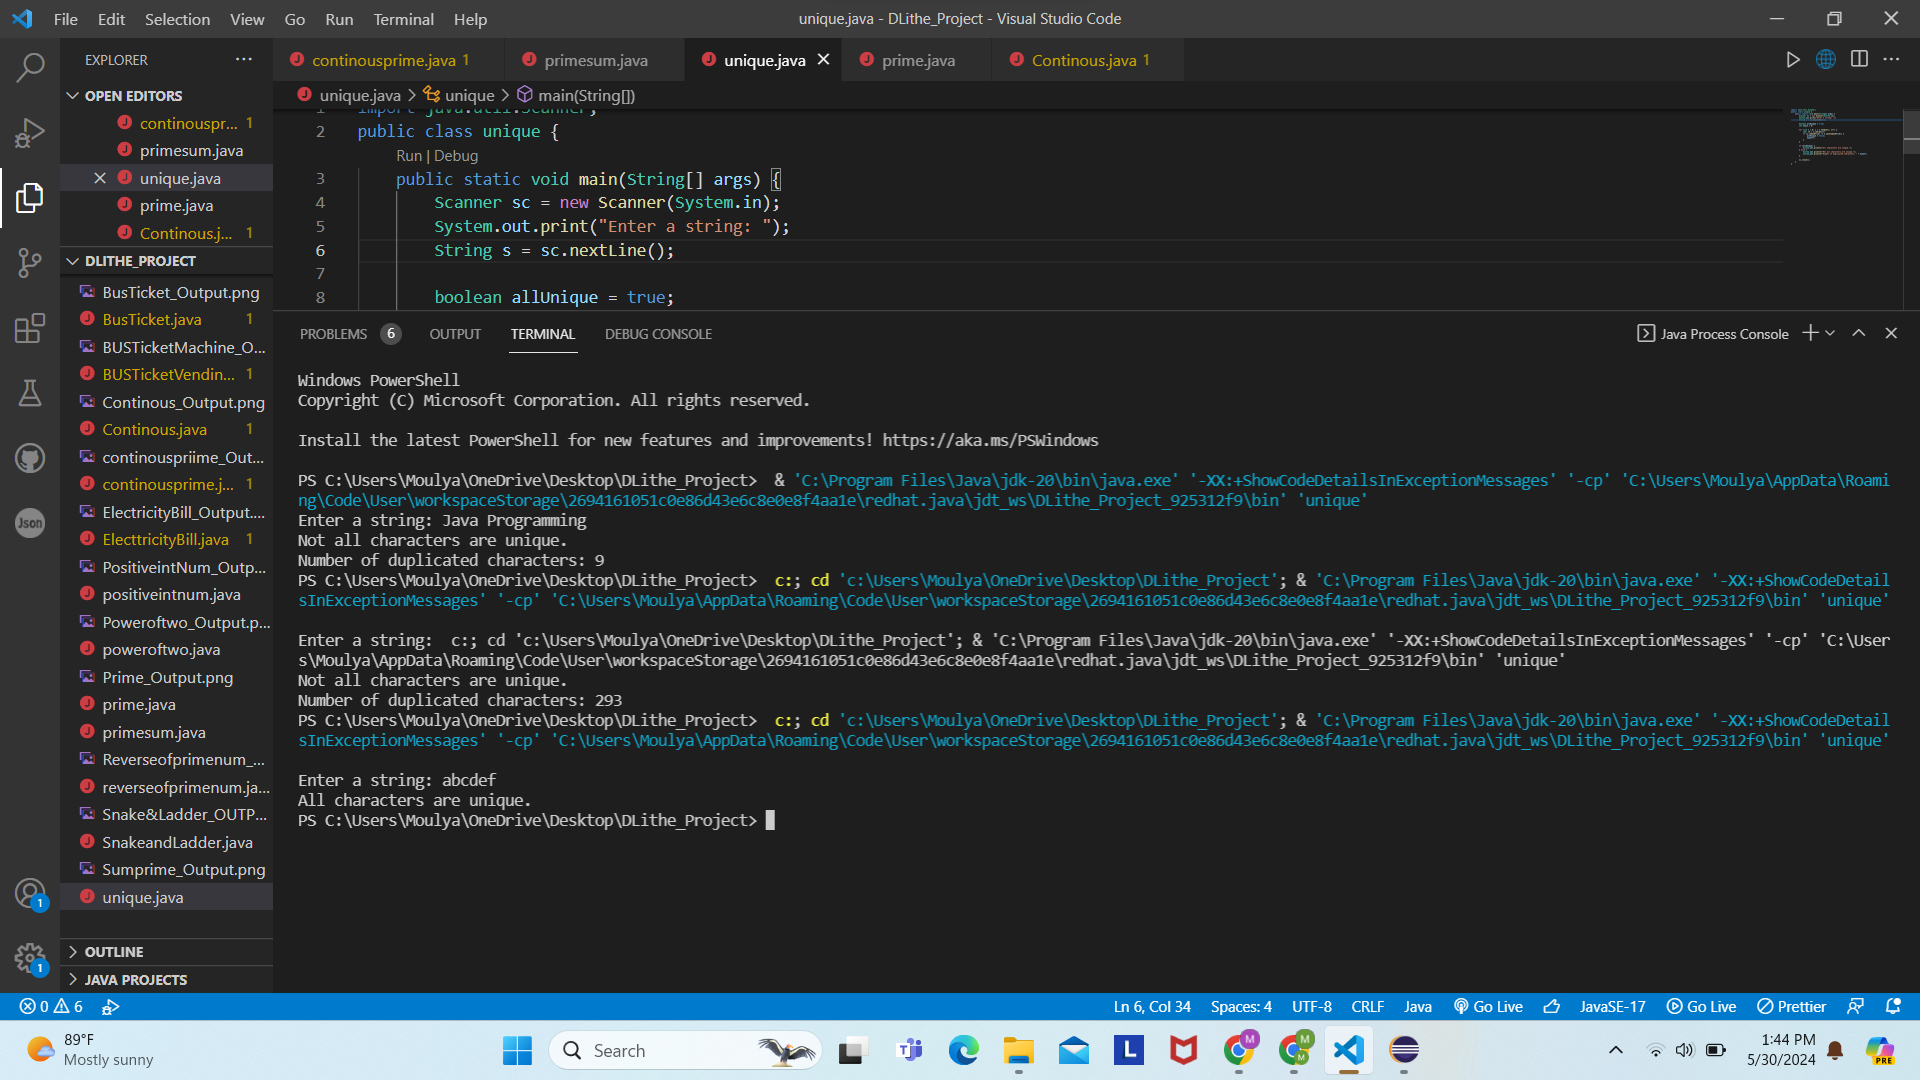 File Edit Selection View Go Run Terminal Help
unique.java - DLithe_Project - Visual Studio Code
EXPLORER
OPEN EDITORS
continouspr... 1
primesum.java
unique.java
prime.java
Continous.j... 1
DLITHE_PROJECT
BusTicket_Output.png
BusTicket.java 1
BUSTicketMachine_O...
BUSTicketVendin... 1
Continous_Output.png
Continous.java 1
continouspriime_Out...
continousprime.j... 1
ElectricityBill_Output....
ElecttricityBill.java 1
PositiveintNum_Outp...
positiveintnum.java
Poweroftwo_Output.p...
poweroftwo.java
Prime_Output.png
prime.java
primesum.java
Reverseofprimenum_...
reverseofprimenum.ja...
Snake&Ladder_OUTP...
SnakeandLadder.java
Sumprime_Output.png
unique.java
OUTLINE
JAVA PROJECTS
Json
1
1
continousprime.java 1 primesum.java unique.java prime.java Continous.java 1
unique.java > unique > main(String[])
1 import java.util.Scanner;
2 public class unique {
Run | Debug
3 public static void main(String[] args) {
4 Scanner sc = new Scanner(System.in);
5 System.out.print("Enter a string: ");
6 String s = sc.nextLine();
7
8 boolean allUnique = true;
PROBLEMS 6 OUTPUT TERMINAL DEBUG CONSOLE
Java Process Console
Windows PowerShell
Copyright (C) Microsoft Corporation. All rights reserved.
Install the latest PowerShell for new features and improvements! https://aka.ms/PSWindows
PS C:\Users\Moulya\OneDrive\Desktop\DLithe_Project>  & 'C:\Program Files\Java\jdk-20\bin\java.exe' '-XX:+ShowCodeDetailsInExceptionMessages' '-cp' 'C:\Users\Moulya\AppData\Roami
ng\Code\User\workspaceStorage\2694161051c0e86d43e6c8e0e8f4aa1e\redhat.java\jdt_ws\DLithe_Project_925312f9\bin' 'unique'
Enter a string: Java Programming
Not all characters are unique.
Number of duplicated characters: 9
PS C:\Users\Moulya\OneDrive\Desktop\DLithe_Project>  c:; cd 'c:\Users\Moulya\OneDrive\Desktop\DLithe_Project'; & 'C:\Program Files\Java\jdk-20\bin\java.exe' '-XX:+ShowCodeDetail
sInExceptionMessages' '-cp' 'C:\Users\Moulya\AppData\Roaming\Code\User\workspaceStorage\2694161051c0e86d43e6c8e0e8f4aa1e\redhat.java\jdt_ws\DLithe_Project_925312f9\bin' 'unique'
Enter a string:  c:; cd 'c:\Users\Moulya\OneDrive\Desktop\DLithe_Project'; & 'C:\Program Files\Java\jdk-20\bin\java.exe' '-XX:+ShowCodeDetailsInExceptionMessages' '-cp' 'C:\User
s\Moulya\AppData\Roaming\Code\User\workspaceStorage\2694161051c0e86d43e6c8e0e8f4aa1e\redhat.java\jdt_ws\DLithe_Project_925312f9\bin' 'unique'
Not all characters are unique.
Number of duplicated characters: 293
PS C:\Users\Moulya\OneDrive\Desktop\DLithe_Project>  c:; cd 'c:\Users\Moulya\OneDrive\Desktop\DLithe_Project'; & 'C:\Program Files\Java\jdk-20\bin\java.exe' '-XX:+ShowCodeDetail
sInExceptionMessages' '-cp' 'C:\Users\Moulya\AppData\Roaming\Code\User\workspaceStorage\2694161051c0e86d43e6c8e0e8f4aa1e\redhat.java\jdt_ws\DLithe_Project_925312f9\bin' 'unique'
Enter a string: abcdef
All characters are unique.
PS C:\Users\Moulya\OneDrive\Desktop\DLithe_Project>
0 6 Ln 6, Col 34 Spaces: 4 UTF-8 CRLF Java Go Live JavaSE-17 Go Live Prettier
89°F
Mostly sunny
Search
L
M
M
M
1:44 PM
5/30/2024
PRE